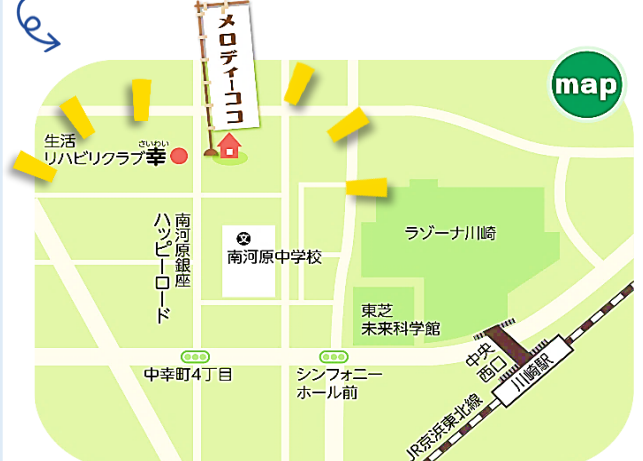 メロディーココ
map
生活
リハビリクラブ幸
さいわい
南河原銀座
ハッピーロード
文
南河原中学校
ラゾーナ川崎
東芝
未来科学館
中央
西口
川崎駅
中幸町4丁目
シンフォニー
ホール前
JR京浜東北線